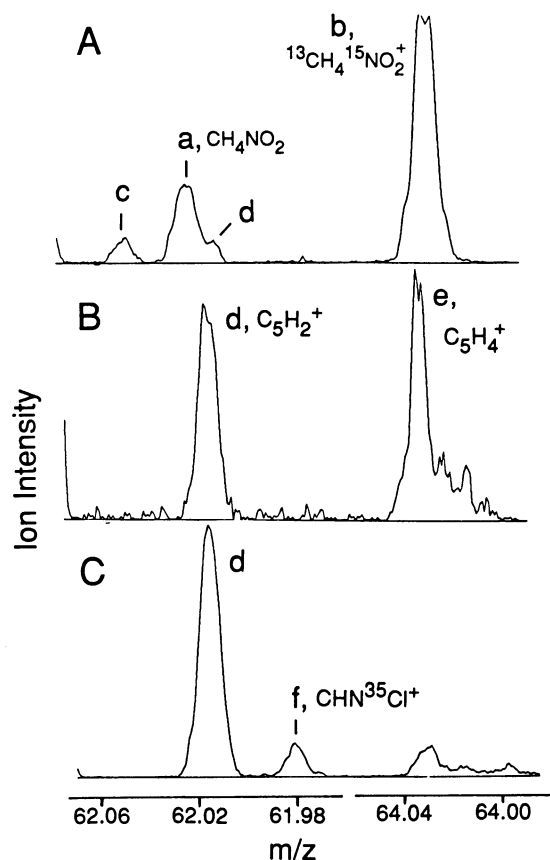 A
b,
¹³CH₄¹⁵NO₂⁺
a, CH₄NO₂
c
d
B
d, C₅H₂⁺
e,
C₅H₄⁺
Ion Intensity
C
d
f, CHN³⁵Cl⁺
62.06 62.02 61.98 64.04 64.00
m/z